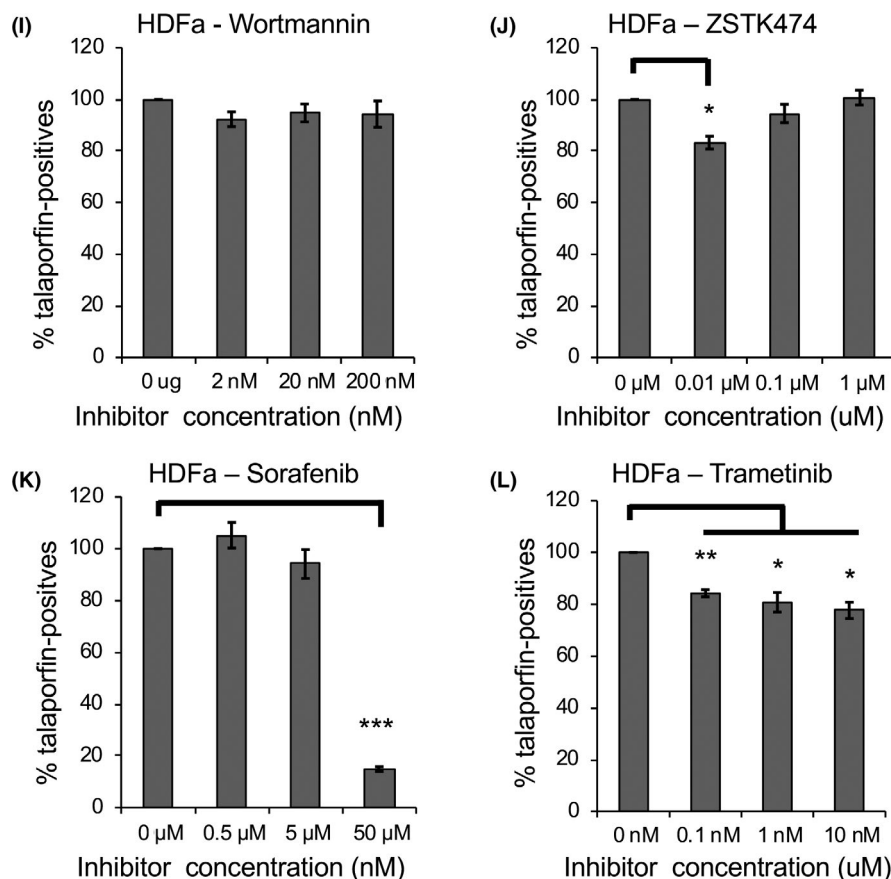 (I)
HDFa - Wortmannin
120
100
80
60
40
20
0
% talaporfin-positives
0 ug 2 nM 20 nM 200 nM
Inhibitor concentration (nM)
(J)
HDFa – ZSTK474
120
100
80
60
40
20
0
% talaporfin-positives
*
0 µM 0.01 µM 0.1 µM 1 µM
Inhibitor concentration (uM)
(K)
HDFa – Sorafenib
120
100
80
60
40
20
0
% talaporfin-positves
***
0 µM 0.5 µM 5 µM 50 µM
Inhibitor concentration (nM)
(L)
HDFa – Trametinib
120
100
80
60
40
20
0
% talaporfin-positives
** * *
0 nM 0.1 nM 1 nM 10 nM
Inhibitor concentration (uM)